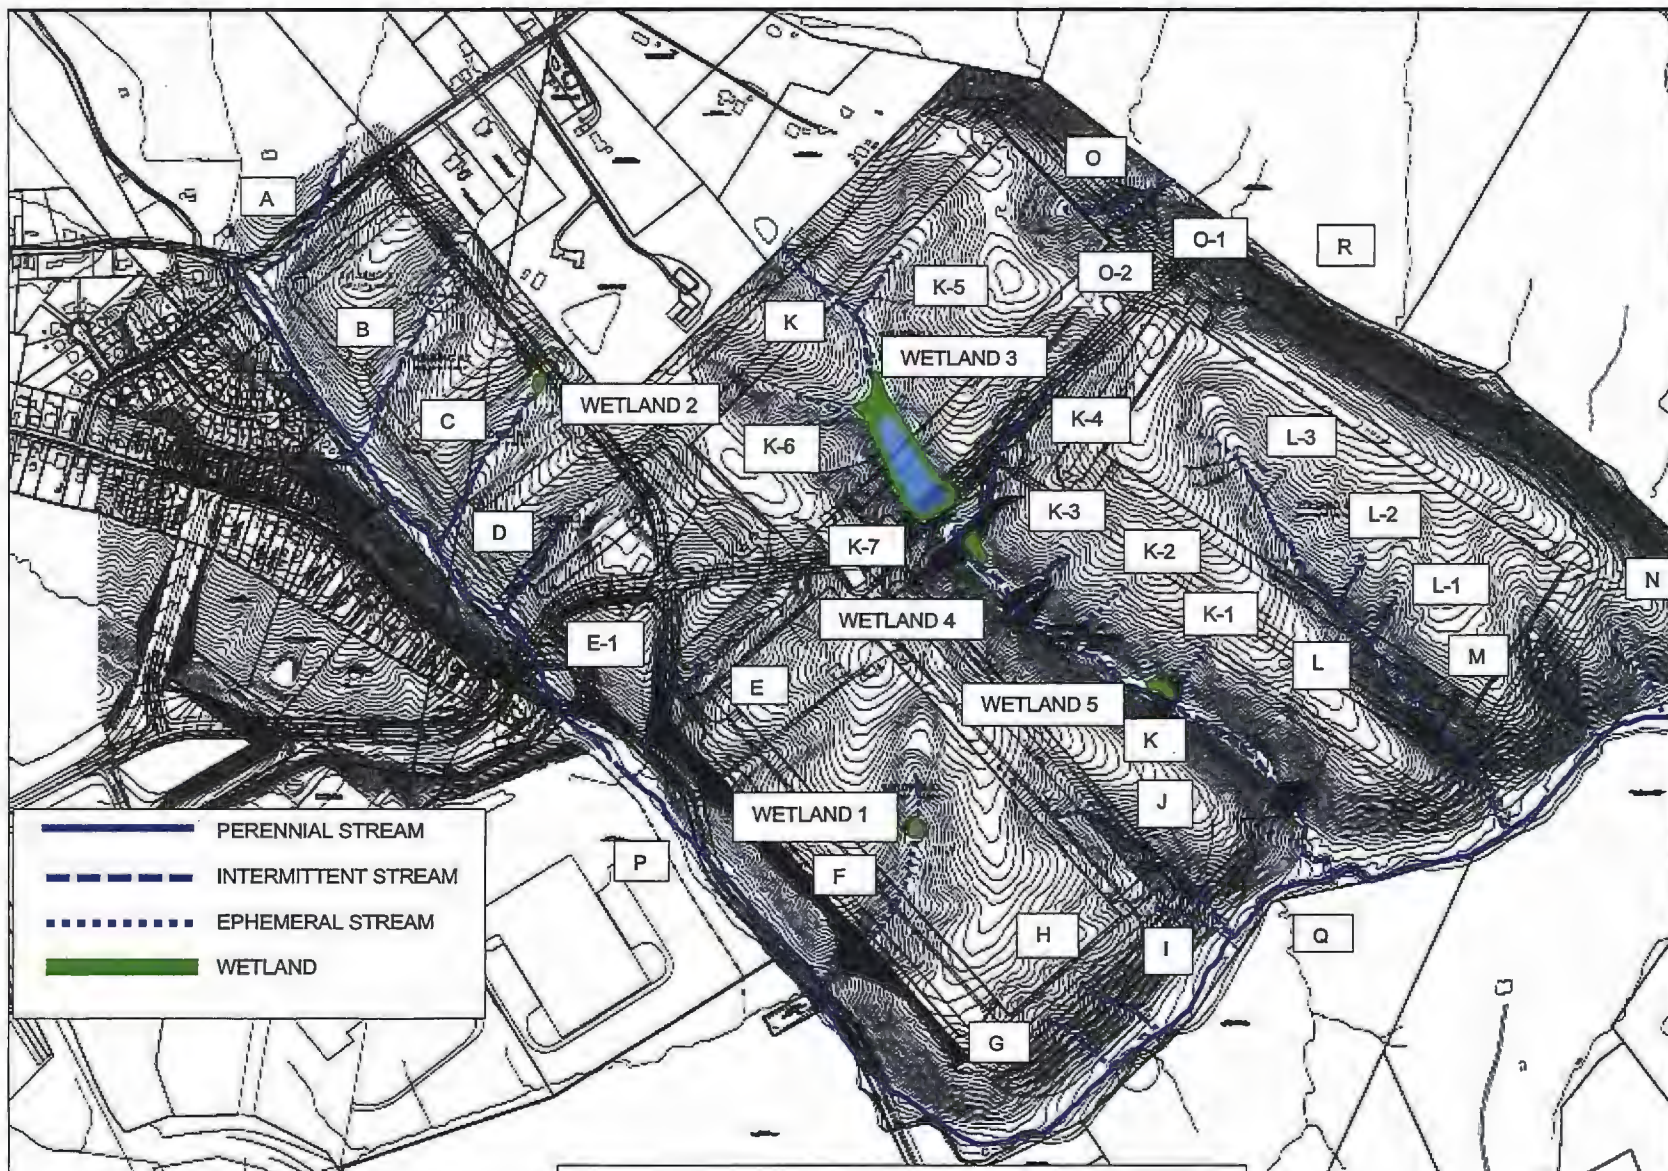 O
A
O-1
R
O-2
K-5
B
K
WETLAND 3
WETLAND 2
C
K-4
L-3
K-6
K-3
L-2
D
K-7
K-2
L-1
N
WETLAND 4
K-1
E-1
L
M
E
WETLAND 5
K
J
WETLAND 1
PERENNIAL STREAM
P
F
INTERMITTENT STREAM
EPHEMERAL STREAM
H
I
Q
WETLAND
G